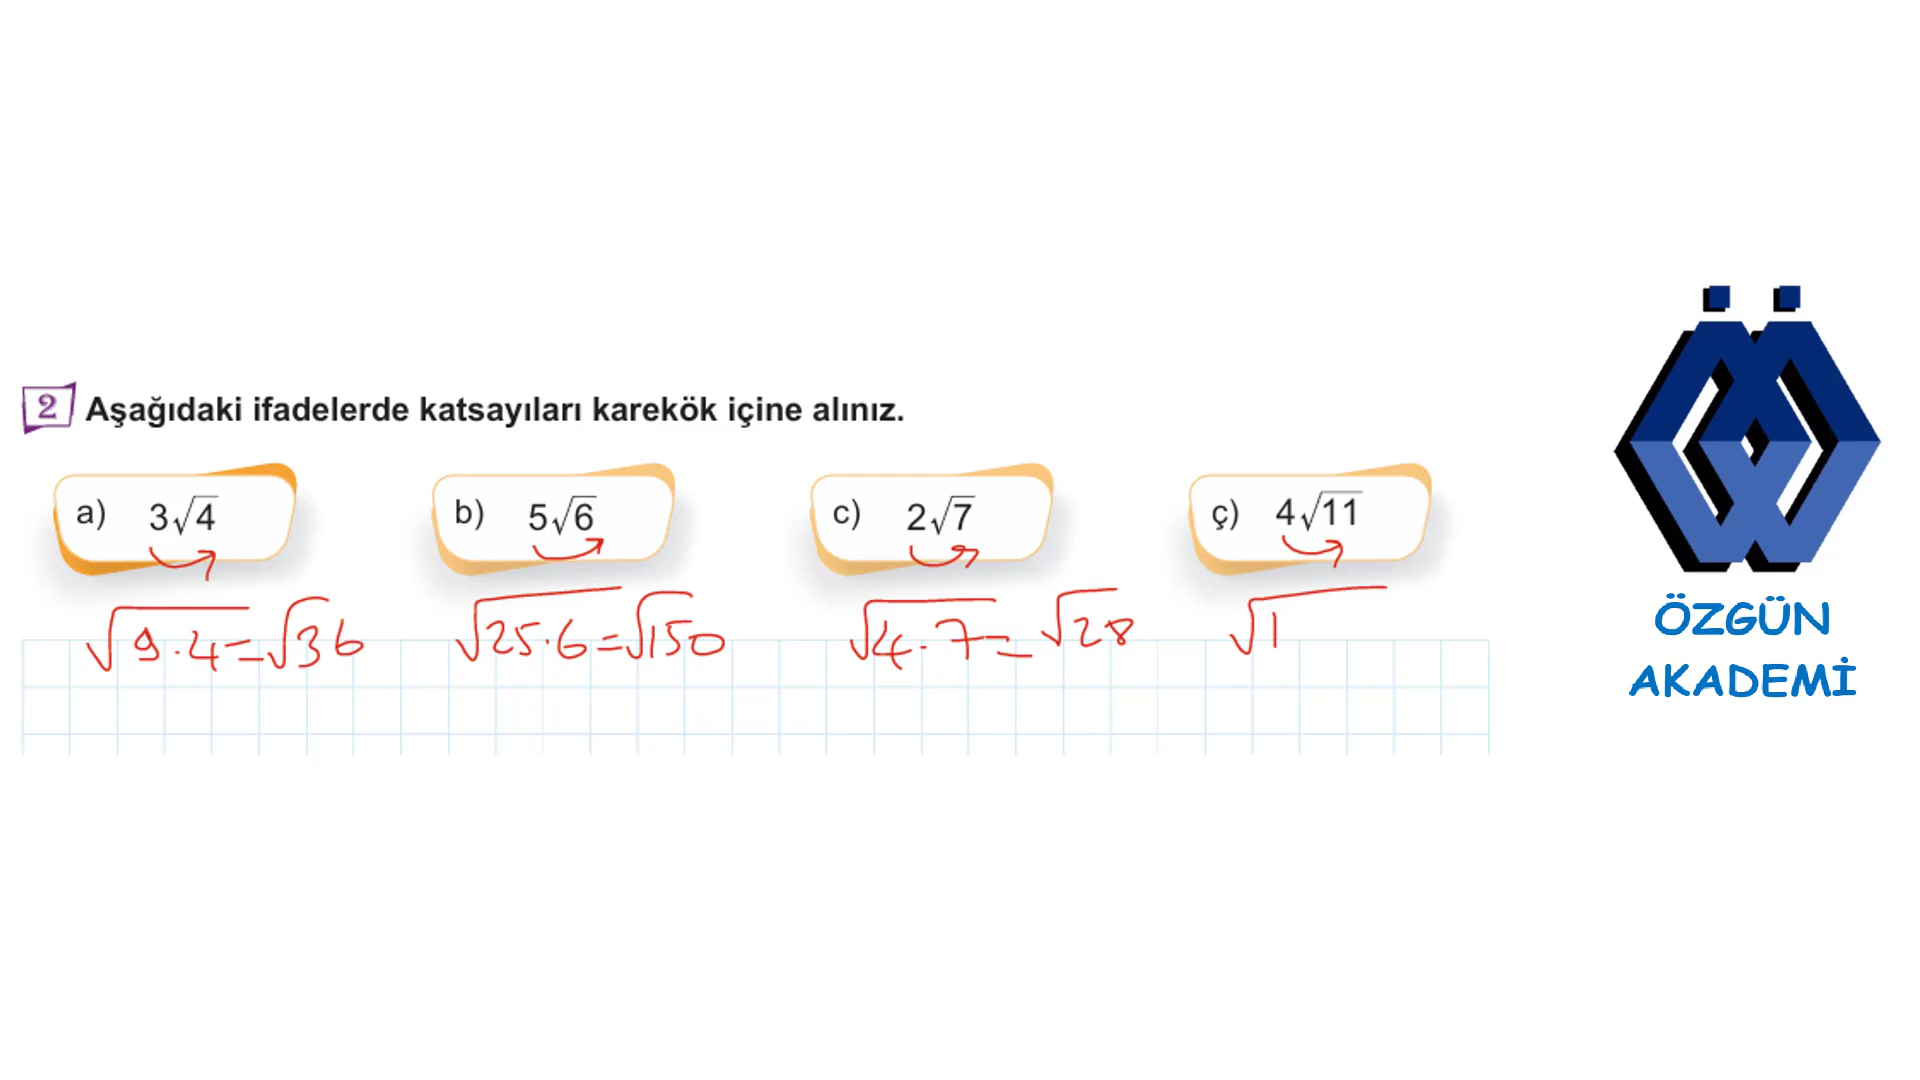 2 Aşağıdaki ifadelerde katsayıları karekök içine alınız.
a) 3√4 b) 5√6 c) 2√7 ç) 4√11
√9·4=√36 √25·6=√150 √4·7=√28 √1
ÖZGÜN
AKADEMİ